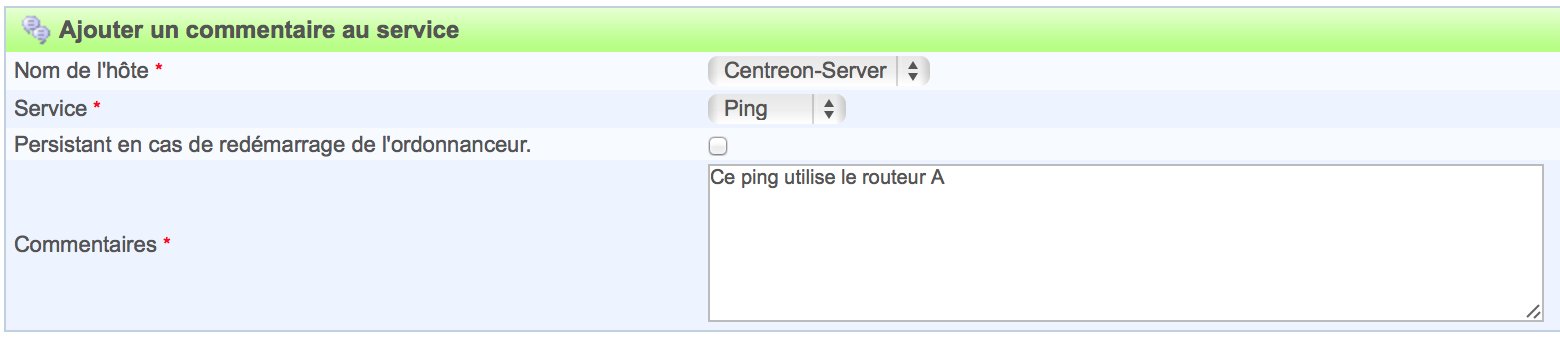 Ajouter un commentaire au service
Nom de l'hôte * Centreon-Server
Service * Ping
Persistant en cas de redémarrage de l'ordonnanceur.
Ce ping utilise le routeur A
Commentaires *